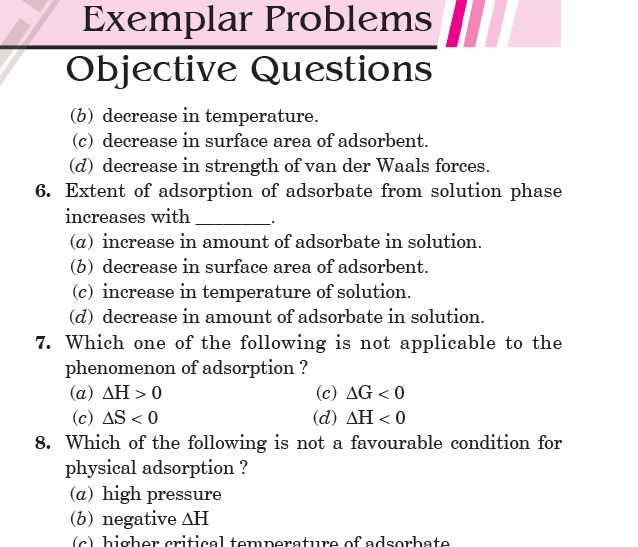 Exemplar Problems
Objective Questions
(b) decrease in temperature.
(c) decrease in surface area of adsorbent.
(d) decrease in strength of van der Waals forces.
6. Extent of adsorption of adsorbate from solution phase
increases with ________.
(a) increase in amount of adsorbate in solution.
(b) decrease in surface area of adsorbent.
(c) increase in temperature of solution.
(d) decrease in amount of adsorbate in solution.
7. Which one of the following is not applicable to the
phenomenon of adsorption ?
(a) ΔH > 0 (c) ΔG < 0
(c) ΔS < 0 (d) ΔH < 0
8. Which of the following is not a favourable condition for
physical adsorption ?
(a) high pressure
(b) negative ΔH
(c) higher critical temperature of adsorbate